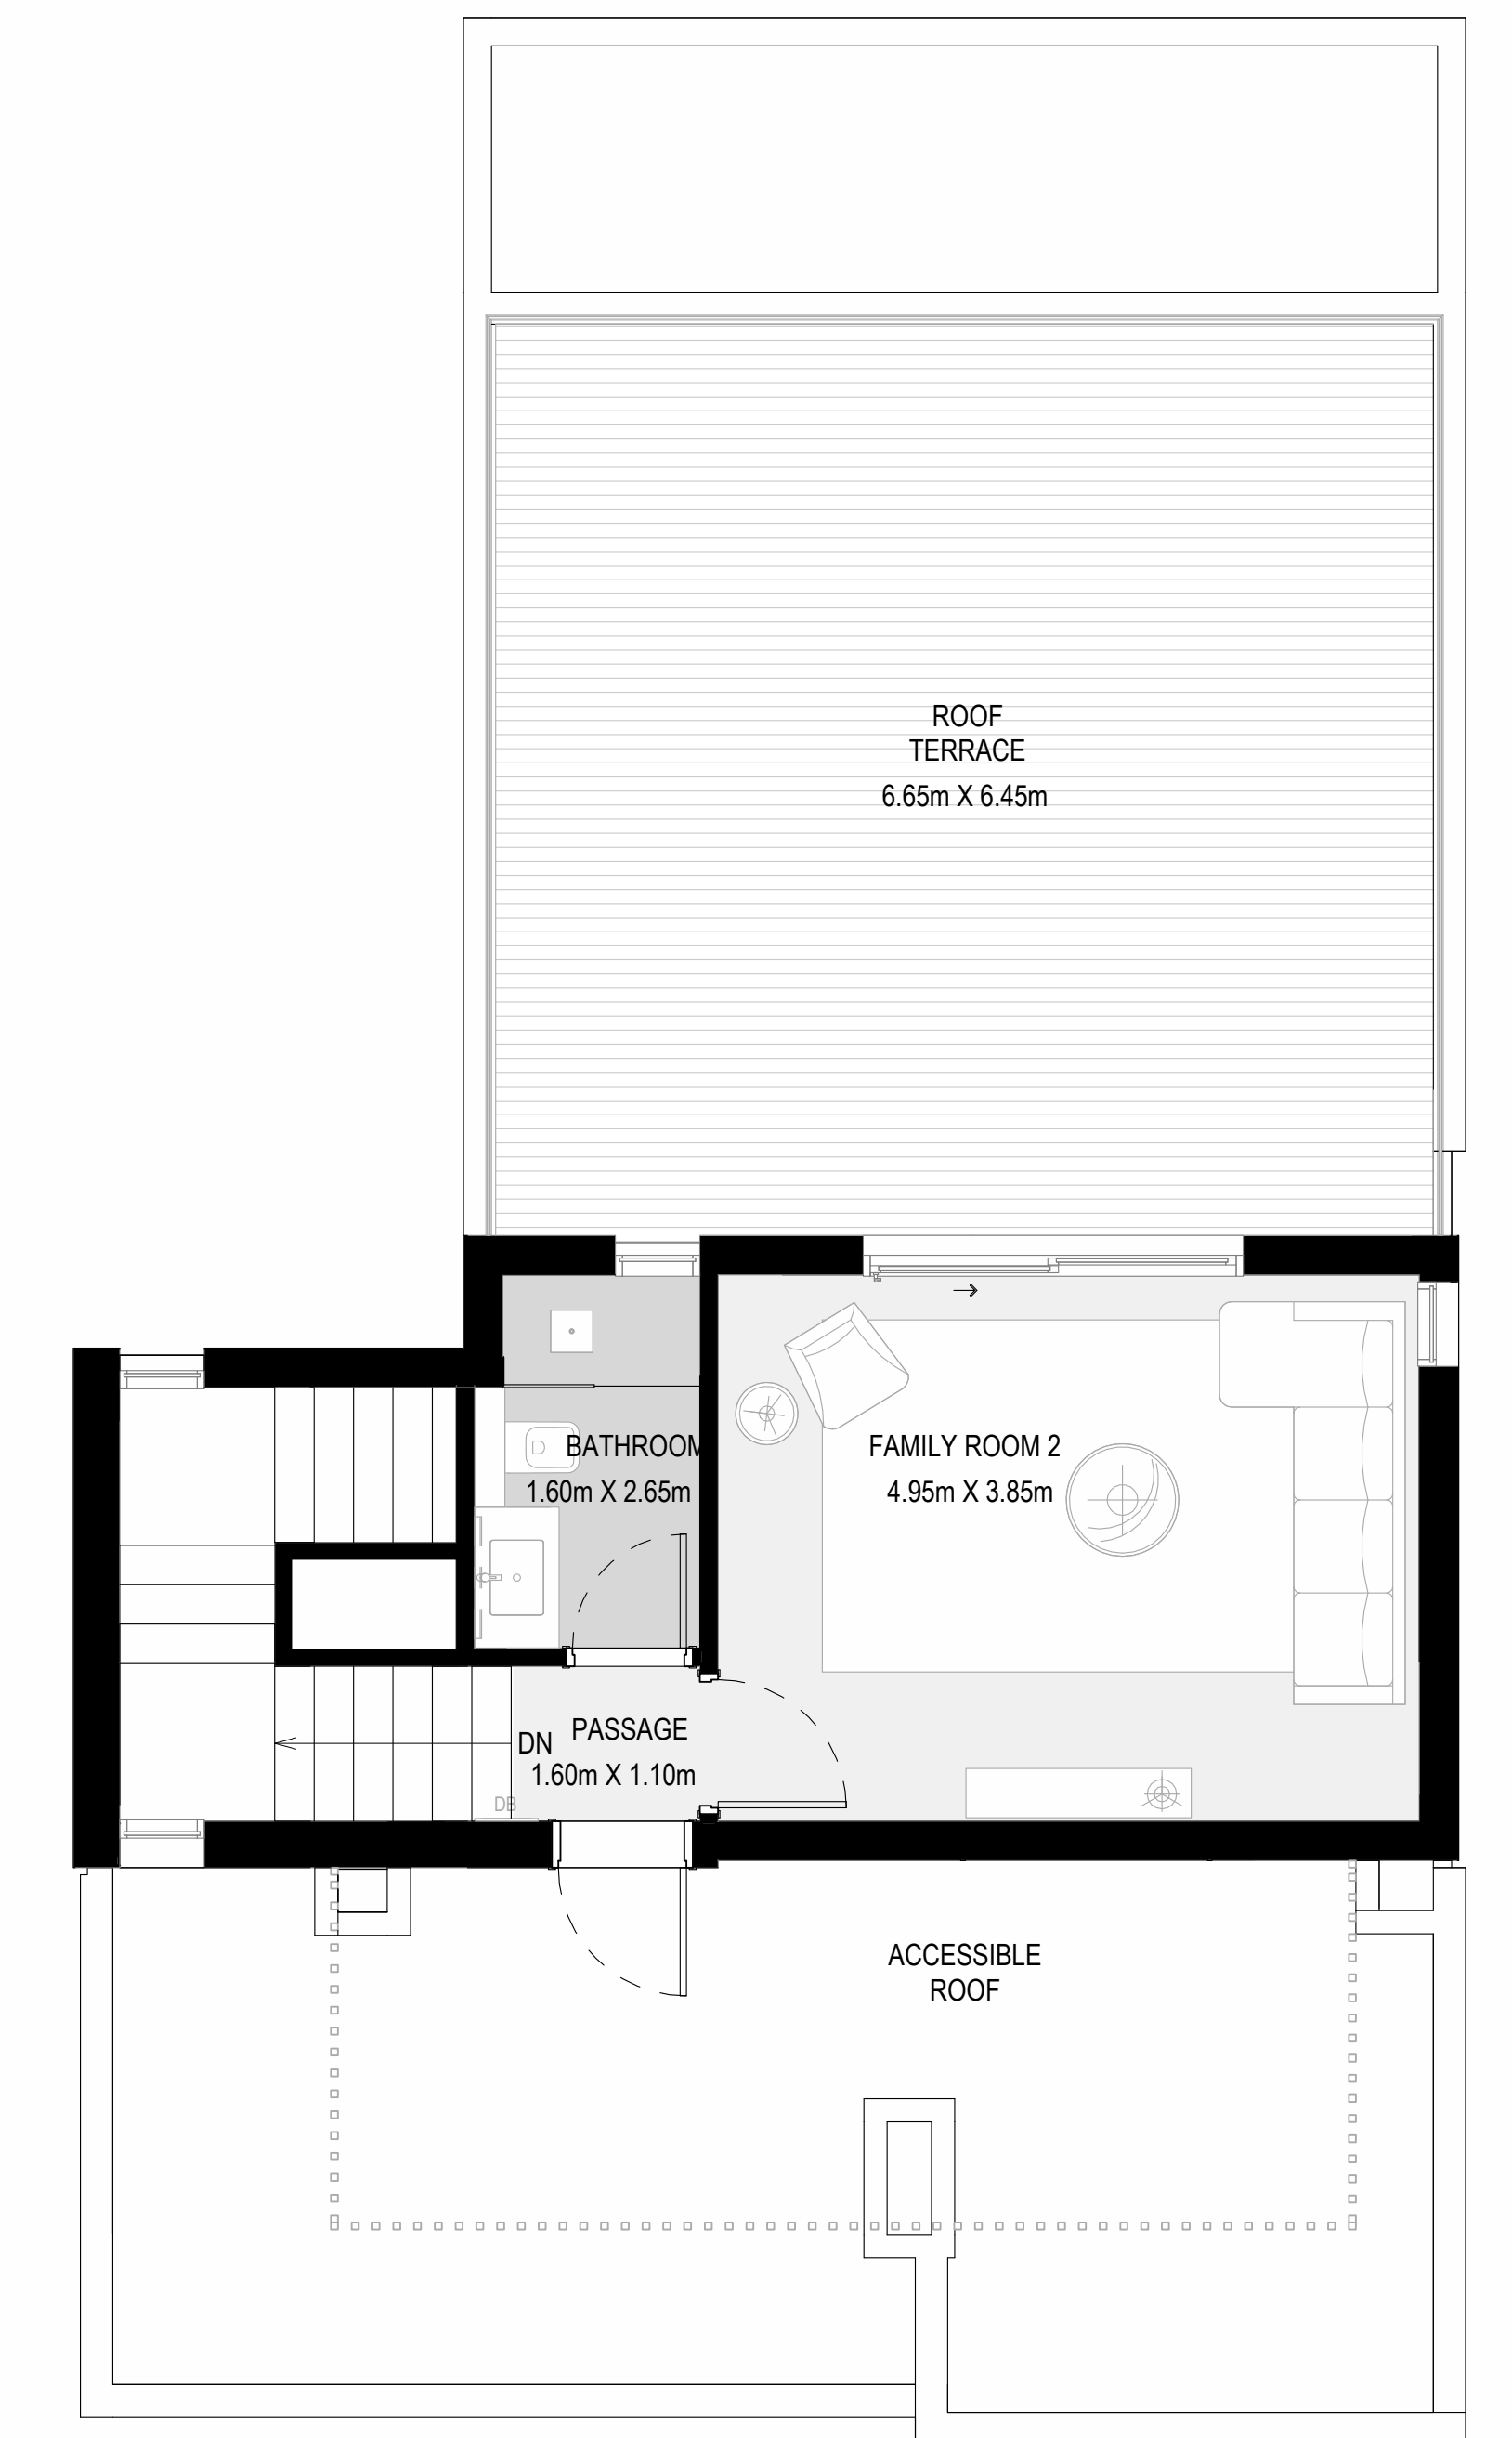 ROOF
TERRACE
6.65m X 6.45m
BATHROOM
1.60m X 2.65m
FAMILY ROOM 2
4.95m X 3.85m
DN
PASSAGE
1.60m X 1.10m
DB
ACCESSIBLE
ROOF